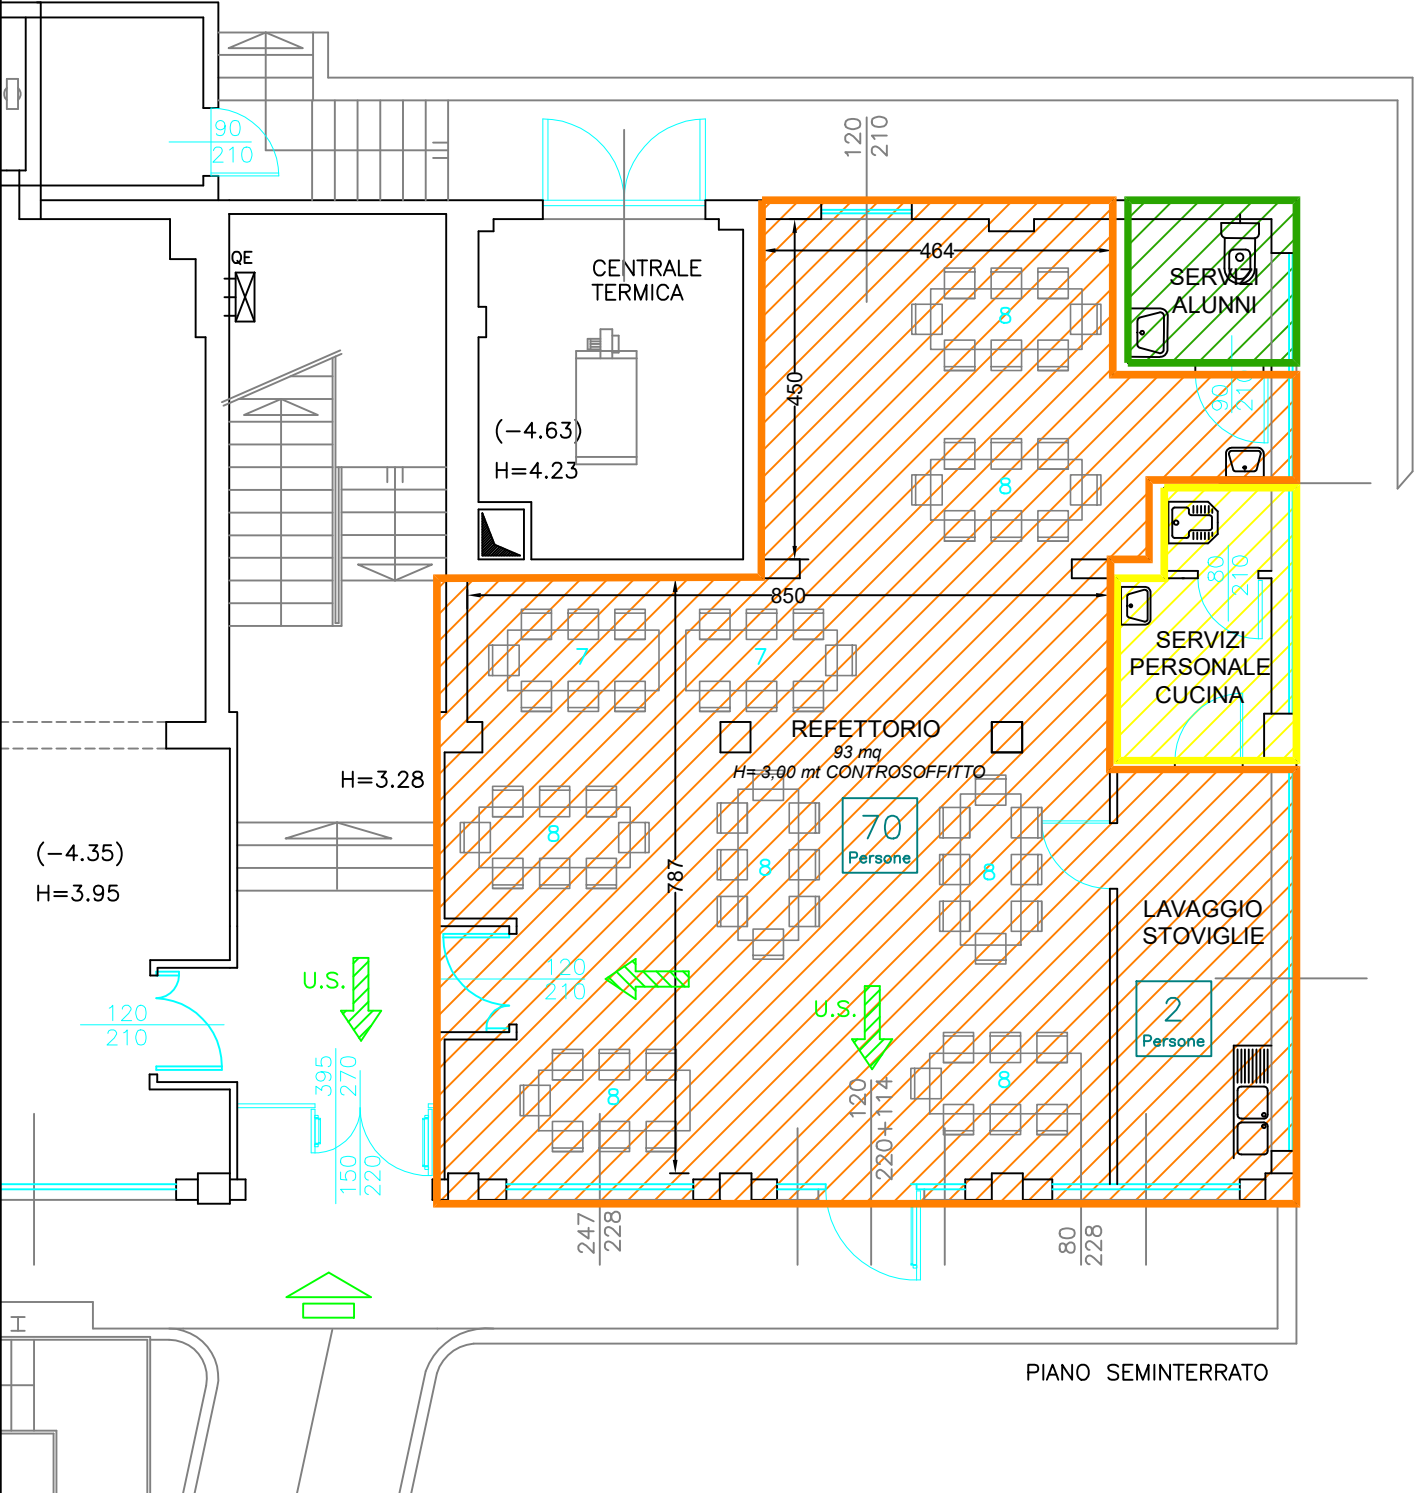 90
210
120
210
QE
CENTRALE
TERMICA
464
SERVIZI
ALUNNI
8
450
90
210
(-4.63)
H=4.23
8
80
210
850
7
7
SERVIZI
PERSONALE
CUCINA
REFETTORIO
93 mq
H= 3,00 mt CONTROSOFFITTO
H=3.28
70
Persone
8
8
8
787
(-4.35)
H=3.95
LAVAGGIO
STOVIGLIE
U.S.
120
210
U.S.
2
Persone
120
210
395
270
8
8
120
220+114
150
220
247
228
80
228
H
PIANO SEMINTERRATO